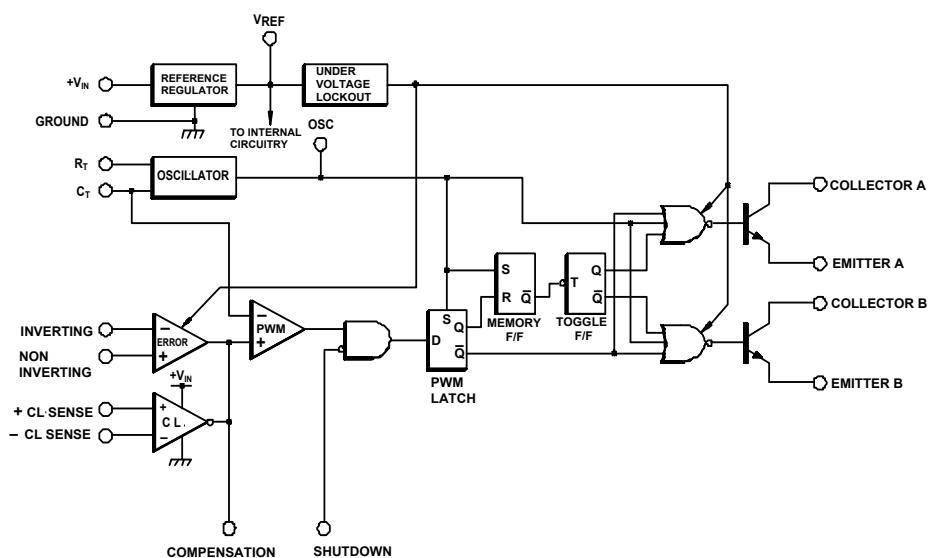 VREF
+VIN
REFERENCE
REGULATOR
UNDER
VOLTAGE
LOCKOUT
GROUND
TO INTERNAL
CIRCUITRY
OSC
RT
CT
OSCILLATOR
COLLECTOR A
EMITTER A
S
R
Q̅
MEMORY
F/F
T
Q
Q̅
TOGGLE
F/F
COLLECTOR B
EMITTER B
INVERTING
NON
INVERTING
−
ERROR
+
−
PWM
+
S
D
Q
Q̅
PWM
LATCH
+VIN
+ CL SENSE
− CL SENSE
+
C L.
−
COMPENSATION
SHUTDOWN